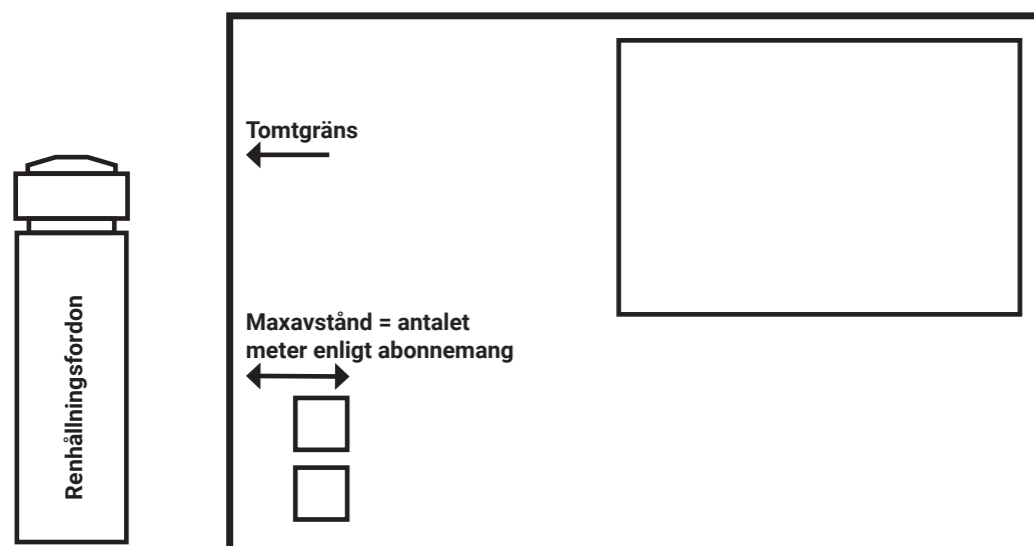 Tomtgräns
Maxavstånd = antalet
meter enligt abonnemang
Renhållningsfordon